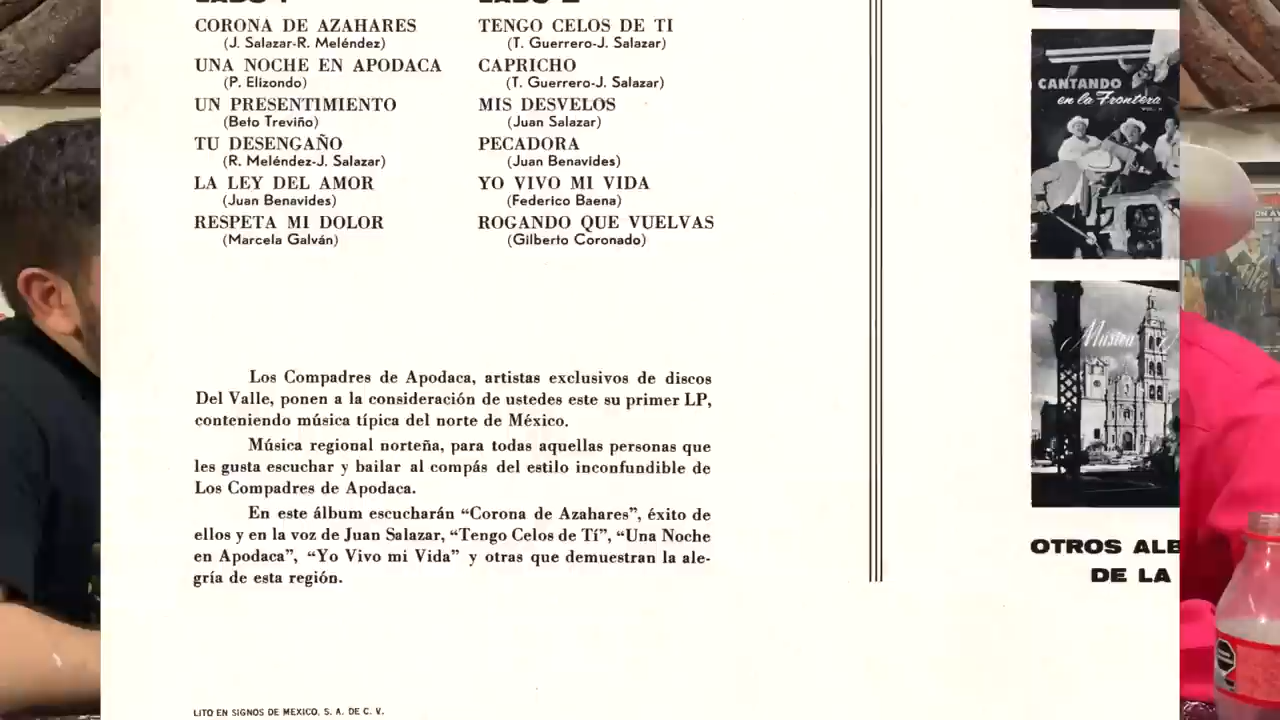 CORONA DE AZAHARES
(J. Salazar-R. Meléndez)
UNA NOCHE EN APODACA
(P. Elizondo)
UN PRESENTIMIENTO
(Beto Treviño)
TU DESENGAÑO
(R. Meléndez-J. Salazar)
LA LEY DEL AMOR
(Juan Benavides)
RESPETA MI DOLOR
(Marcela Galván)
TENGO CELOS DE TI
(T. Guerrero-J. Salazar)
CAPRICHO
(T. Guerrero-J. Salazar)
MIS DESVELOS
(Juan Salazar)
PECADORA
(Juan Benavides)
YO VIVO MI VIDA
(Federico Baena)
ROGANDO QUE VUELVAS
(Gilberto Coronado)
Los Compadres de Apodaca, artistas exclusivos de discos
Del Valle, ponen a la consideración de ustedes este su primer LP,
conteniendo música típica del norte de México.
Música regional norteña, para todas aquellas personas que
les gusta escuchar y bailar al compás del estilo inconfundible de
Los Compadres de Apodaca.
En este álbum escucharán “Corona de Azahares”, éxito de
ellos y en la voz de Juan Salazar, “Tengo Celos de Tí”, “Una Noche
en Apodaca”, “Yo Vivo mi Vida” y otras que demuestran la ale-
gría de esta región.
LITO EN SIGNOS DE MEXICO, S. A. DE C. V.
CANTANDO
en la Frontera
Musica
OTROS ALB
DE LA